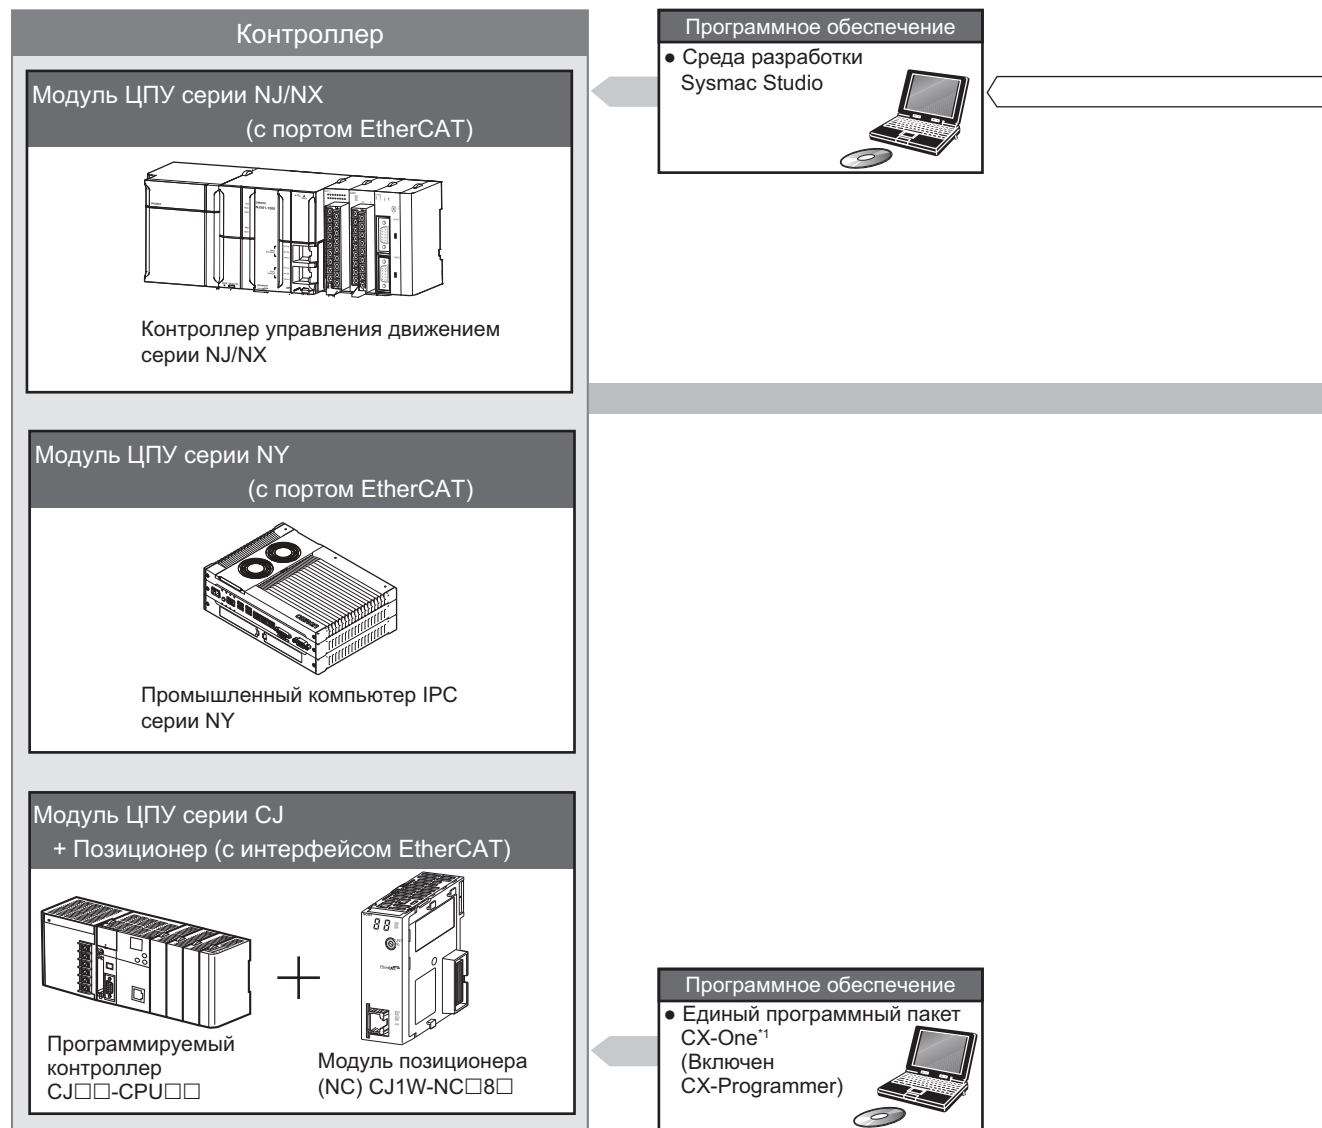 Контроллер
Модуль ЦПУ серии NJ/NX
(с портом EtherCAT)
Контроллер управления движением
серии NJ/NX
Модуль ЦПУ серии NY
(с портом EtherCAT)
Промышленный компьютер IPC
серии NY
Модуль ЦПУ серии CJ
+ Позиционер (с интерфейсом EtherCAT)
Программируемый
контроллер
CJ□□-CPU□□
Модуль позиционера
(NC) CJ1W-NC□8□
Программное обеспечение
● Среда разработки
Sysmac Studio
Программное обеспечение
● Единый программный пакет
CX-One*1
(Включен
CX-Programmer)